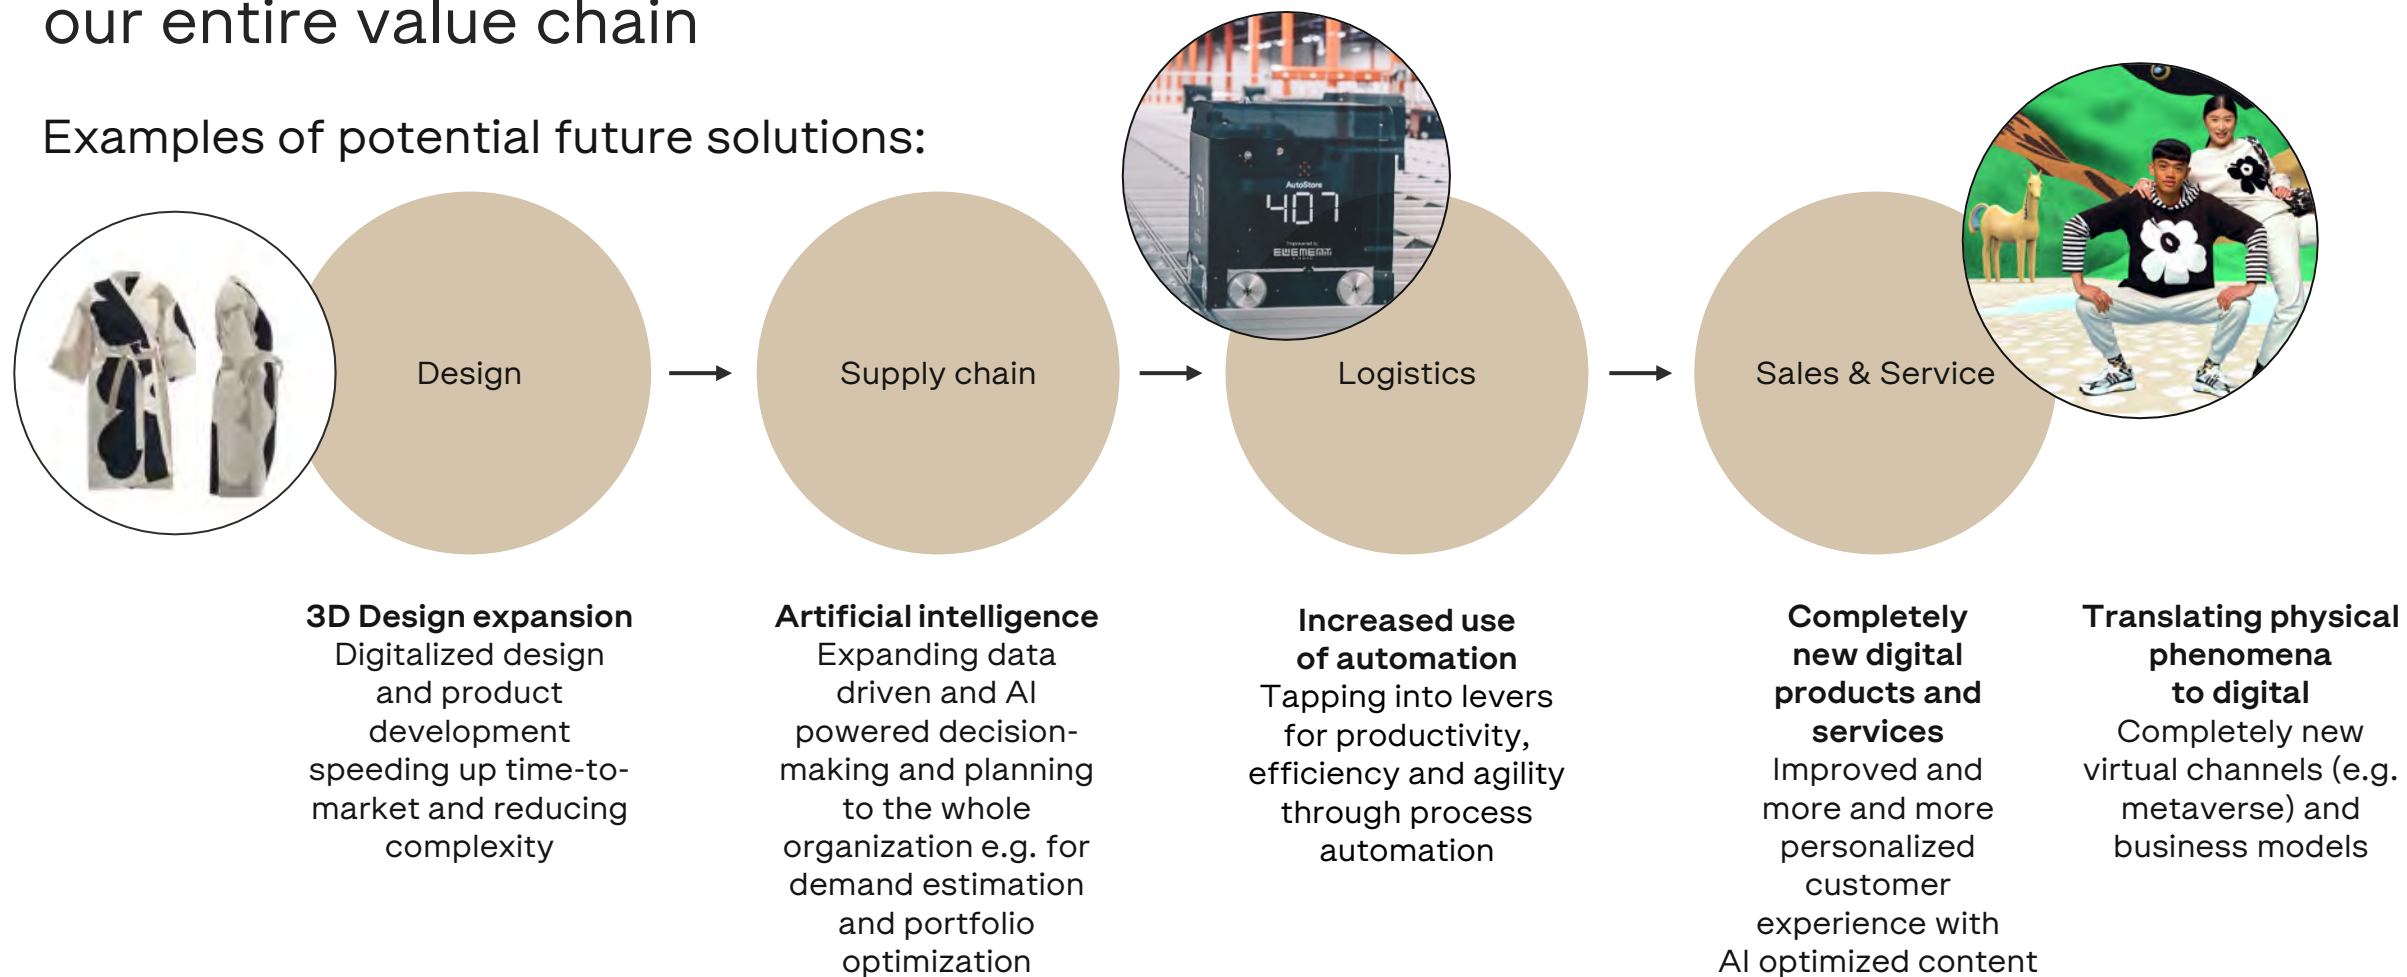 our entire value chain
Examples of potential future solutions:
AutoStore
407
ELEMENT
Design
Supply chain
Logistics
Sales & Service
3D Design expansion
Digitalized design
and product
development
speeding up time-to-
market and reducing
complexity
Artificial intelligence
Expanding data
driven and AI
powered decision-
making and planning
to the whole
organization e.g. for
demand estimation
and portfolio
optimization
Increased use
of automation
Tapping into levers
for productivity,
efficiency and agility
through process
automation
Completely
new digital
products and
services
Improved and
more and more
personalized
customer
experience with
AI optimized content
Translating physical
phenomena
to digital
Completely new
virtual channels (e.g.
metaverse) and
business models